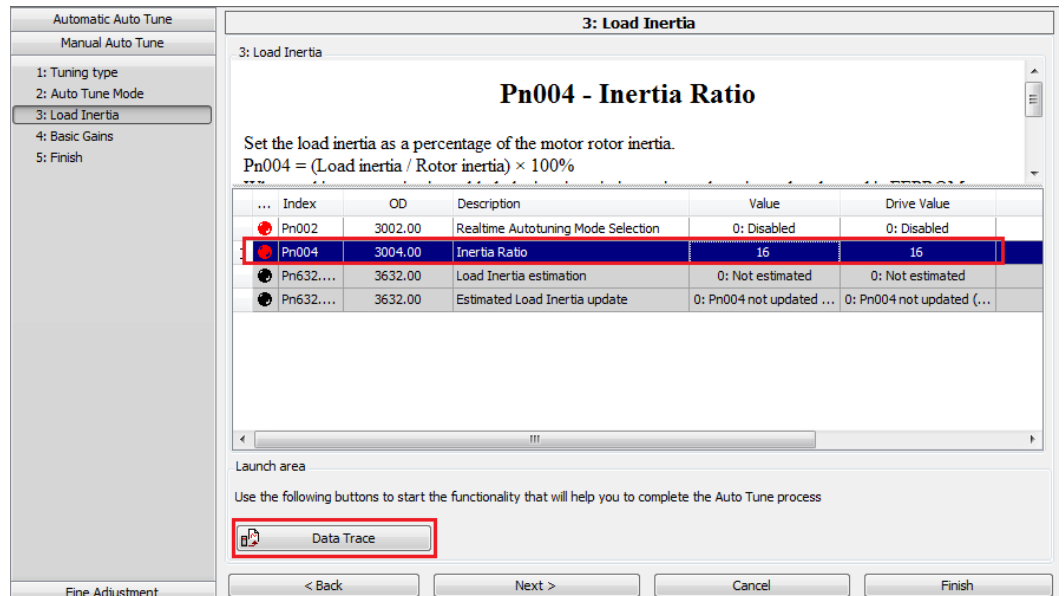 Automatic Auto Tune
Manual Auto Tune
1: Tuning type
2: Auto Tune Mode
3: Load Inertia
4: Basic Gains
5: Finish
Fine Adjustment
3: Load Inertia
3: Load Inertia
Pn004 - Inertia Ratio
Set the load inertia as a percentage of the motor rotor inertia.
Pn004 = (Load inertia / Rotor inertia) × 100%
... Index OD Description Value Drive Value
Pn002 3002.00 Realtime Autotuning Mode Selection 0: Disabled 0: Disabled
Pn004 3004.00 Inertia Ratio 16 16
Pn632.... 3632.00 Load Inertia estimation 0: Not estimated 0: Not estimated
Pn632.... 3632.00 Estimated Load Inertia update 0: Pn004 not updated ... 0: Pn004 not updated (...
Launch area
Use the following buttons to start the functionality that will help you to complete the Auto Tune process
Data Trace
< Back Next > Cancel Finish